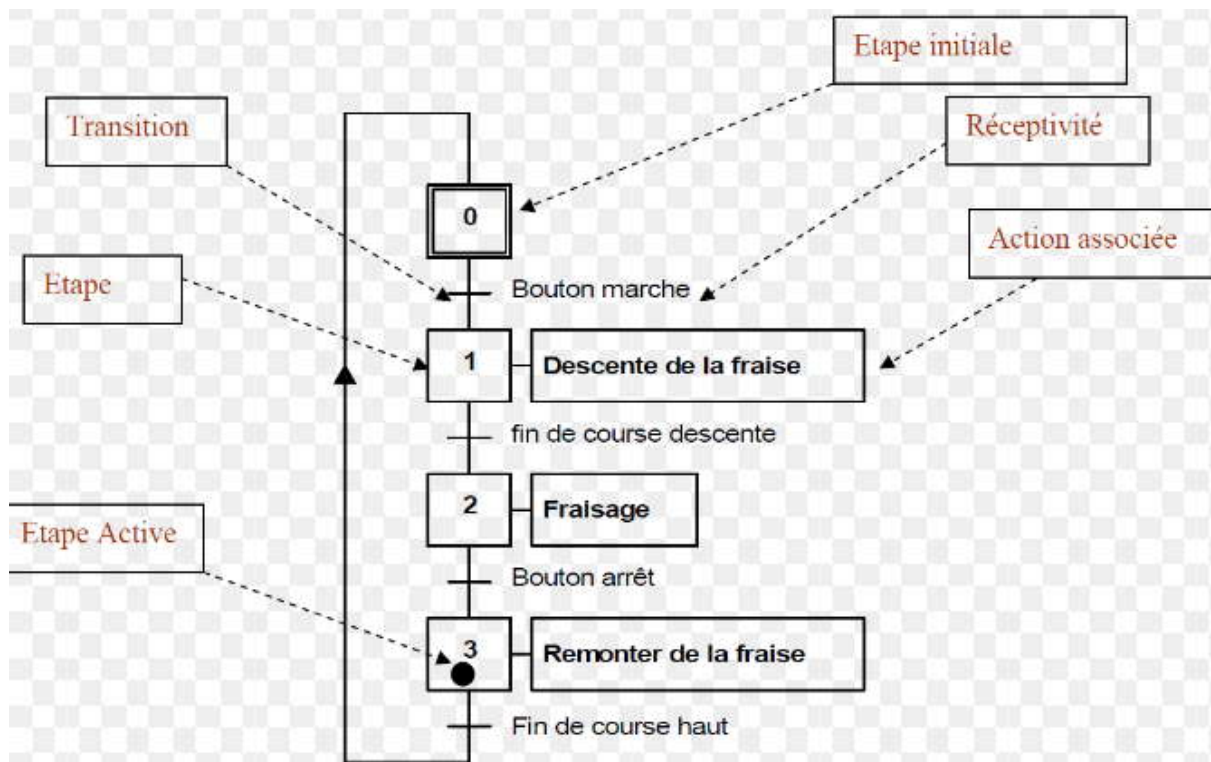 Etape initiale
Transition
Réceptivité
0
Action associée
Etape
Bouton marche
1
Descente de la fraise
fin de course descente
2
Fraisage
Etape Active
Bouton arrêt
3
Remonter de la fraise
Fin de course haut